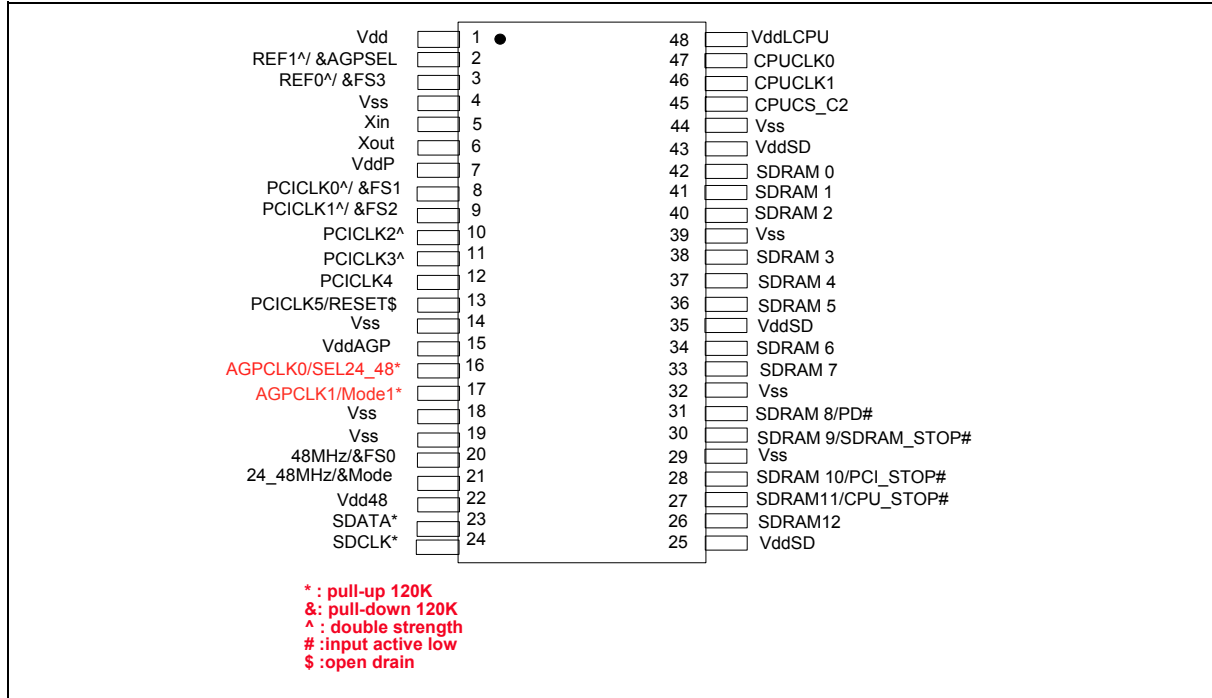 Vdd 1 48 VddLCPU
REF1^/ &AGPSEL 2 47 CPUCLK0
REF0^/ &FS3 3 46 CPUCLK1
Vss 4 45 CPUCS_C2
Xin 5 44 Vss
Xout 6 43 VddSD
VddP 7 42 SDRAM 0
PCICLK0^/ &FS1 8 41 SDRAM 1
PCICLK1^/ &FS2 9 40 SDRAM 2
PCICLK2^ 10 39 Vss
PCICLK3^ 11 38 SDRAM 3
PCICLK4 12 37 SDRAM 4
PCICLK5/RESET$ 13 36 SDRAM 5
Vss 14 35 VddSD
VddAGP 15 34 SDRAM 6
AGPCLK0/SEL24_48* 16 33 SDRAM 7
AGPCLK1/Mode1* 17 32 Vss
Vss 18 31 SDRAM 8/PD#
Vss 19 30 SDRAM 9/SDRAM_STOP#
48MHz/&FS0 20 29 Vss
24_48MHz/&Mode 21 28 SDRAM 10/PCI_STOP#
Vdd48 22 27 SDRAM11/CPU_STOP#
SDATA* 23 26 SDRAM12
SDCLK* 24 25 VddSD
* : pull-up 120K
&: pull-down 120K
^ : double strength
# :input active low
$ :open drain